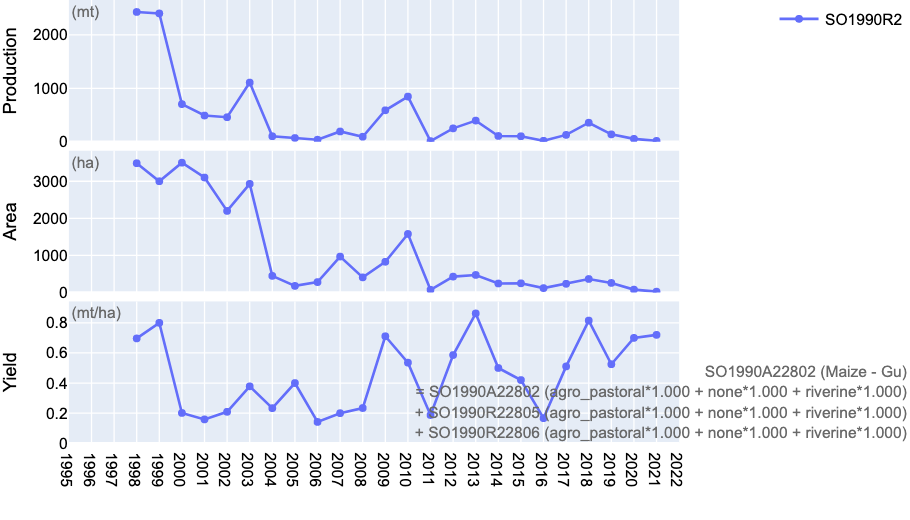 (mt)
SO1990R2
Production
2000
1000
0
(ha)
Area
3000
2000
1000
0
(mt/ha)
Yield
0.8
0.6
0.4
0.2
0
SO1990A22802 (Maize - Gu)
= SO1990A22802 (agro_pastoral*1.000 + none*1.000 + riverine*1.000)
+ SO1990R22805 (agro_pastoral*1.000 + none*1.000 + riverine*1.000)
+ SO1990R22806 (agro_pastoral*1.000 + none*1.000 + riverine*1.000)
1995 1996 1997 1998 1999 2000 2001 2002 2003 2004 2005 2006 2007 2008 2009 2010 2011 2012 2013 2014 2015 2016 2017 2018 2019 2020 2021 2022